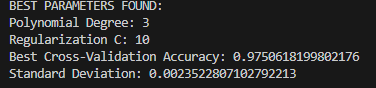 BEST PARAMETERS FOUND:
Polynomial Degree: 3
Regularization C: 10
Best Cross-Validation Accuracy: 0.9750618199802176
Standard Deviation: 0.0023522807102792213